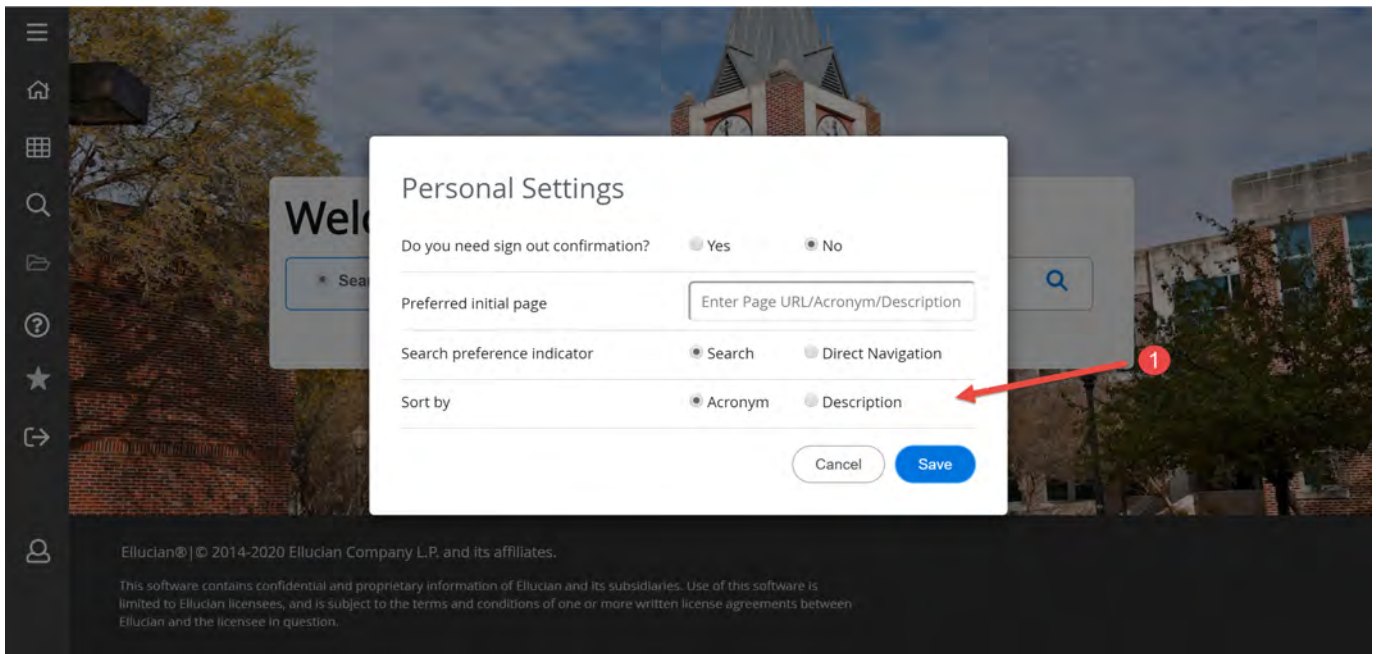 Personal Settings
Welc
Do you need sign out confirmation? Yes No
Sea
Preferred initial page Enter Page URL/Acronym/Description
Search preference indicator Search Direct Navigation
1
Sort by Acronym Description
Cancel Save
Ellucian®|© 2014-2020 Ellucian Company L.P. and its affiliates.
This software contains confidential and proprietary information of Ellucian and its subsidiaries. Use of this software is
limited to Ellucian licensees, and is subject to the terms and conditions of one or more written license agreements between
Ellucian and the licensee in question.